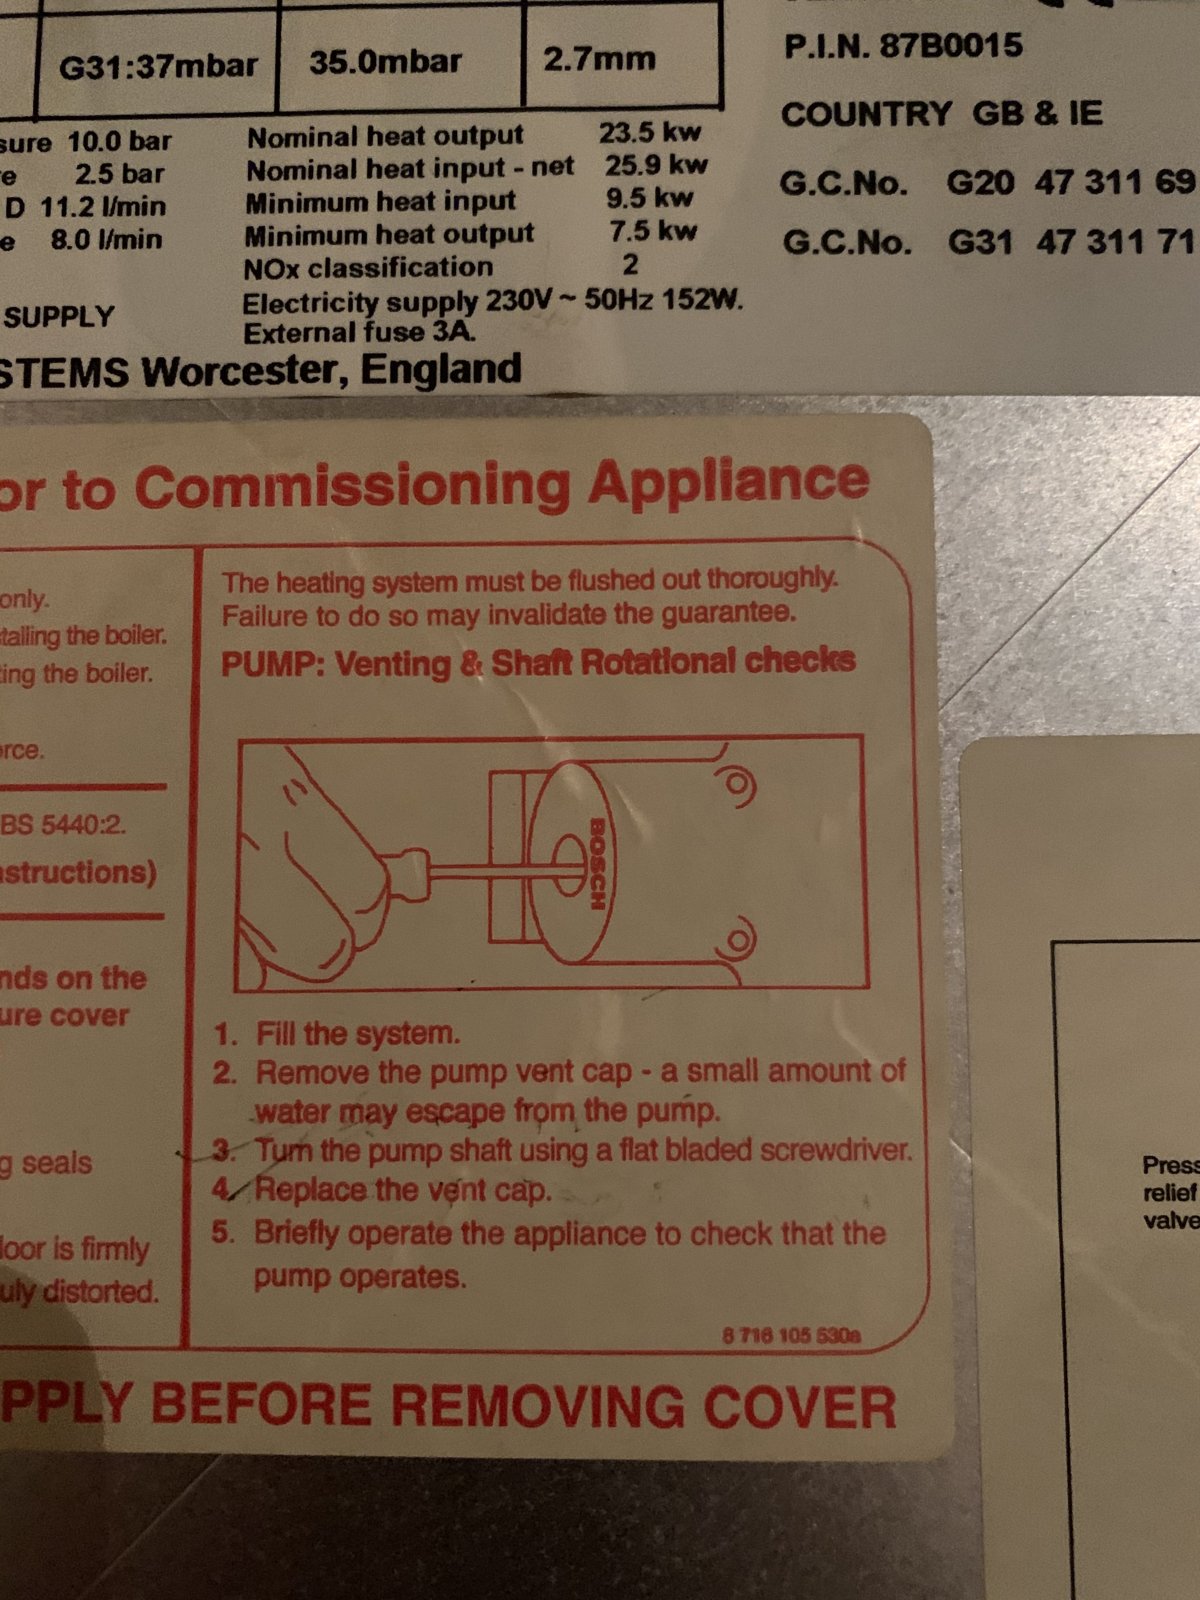 G31:37mbar 35.0mbar 2.7mm
P.I.N. 87B0015
COUNTRY GB & IE
G.C.No. G20 47 311 69
G.C.No. G31 47 311 71
sure 10.0 bar
e 2.5 bar
D 11.2 l/min
e 8.0 l/min
SUPPLY
Nominal heat output 23.5 kw
Nominal heat input - net 25.9 kw
Minimum heat input 9.5 kw
Minimum heat output 7.5 kw
NOx classification 2
Electricity supply 230V ~ 50Hz 152W.
External fuse 3A.
STEMS Worcester, England
or to Commissioning Appliance
only.
talling the boiler.
ting the boiler.
orce.
BS 5440:2.
nstructions)
nds on the
ure cover
g seals
loor is firmly
uly distorted.
The heating system must be flushed out thoroughly.
Failure to do so may invalidate the guarantee.
PUMP: Venting & Shaft Rotational checks
BOSCH
1. Fill the system.
2. Remove the pump vent cap - a small amount of
water may escape from the pump.
3. Turn the pump shaft using a flat bladed screwdriver.
4. Replace the vent cap.
5. Briefly operate the appliance to check that the
pump operates.
8 716 105 530a
PPLY BEFORE REMOVING COVER
Press
relief
valve